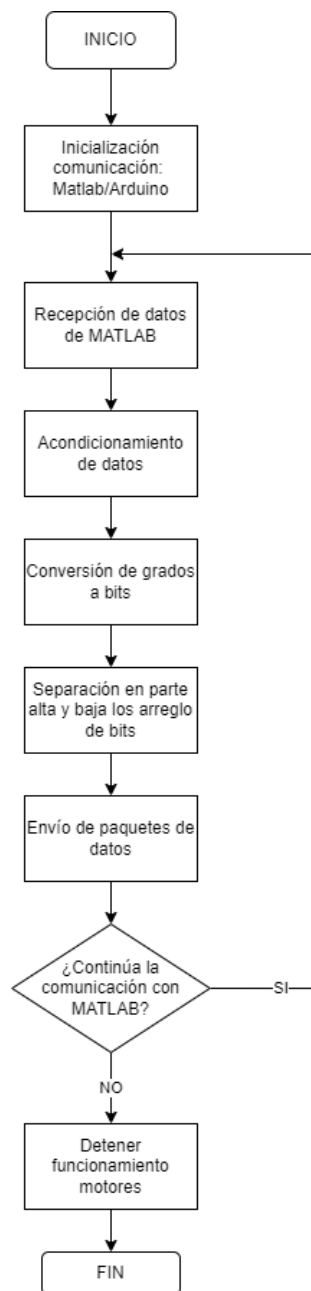 INICIO
Inicialización
comunicación:
Matlab/Arduino
Recepción de datos
de MATLAB
Acondicionamiento
de datos
Conversión de grados
a bits
Separación en parte
alta y baja los arreglo
de bits
Envío de paquetes de
datos
¿Continúa la
comunicación con
MATLAB?
SI
NO
Detener
funcionamiento
motores
FIN